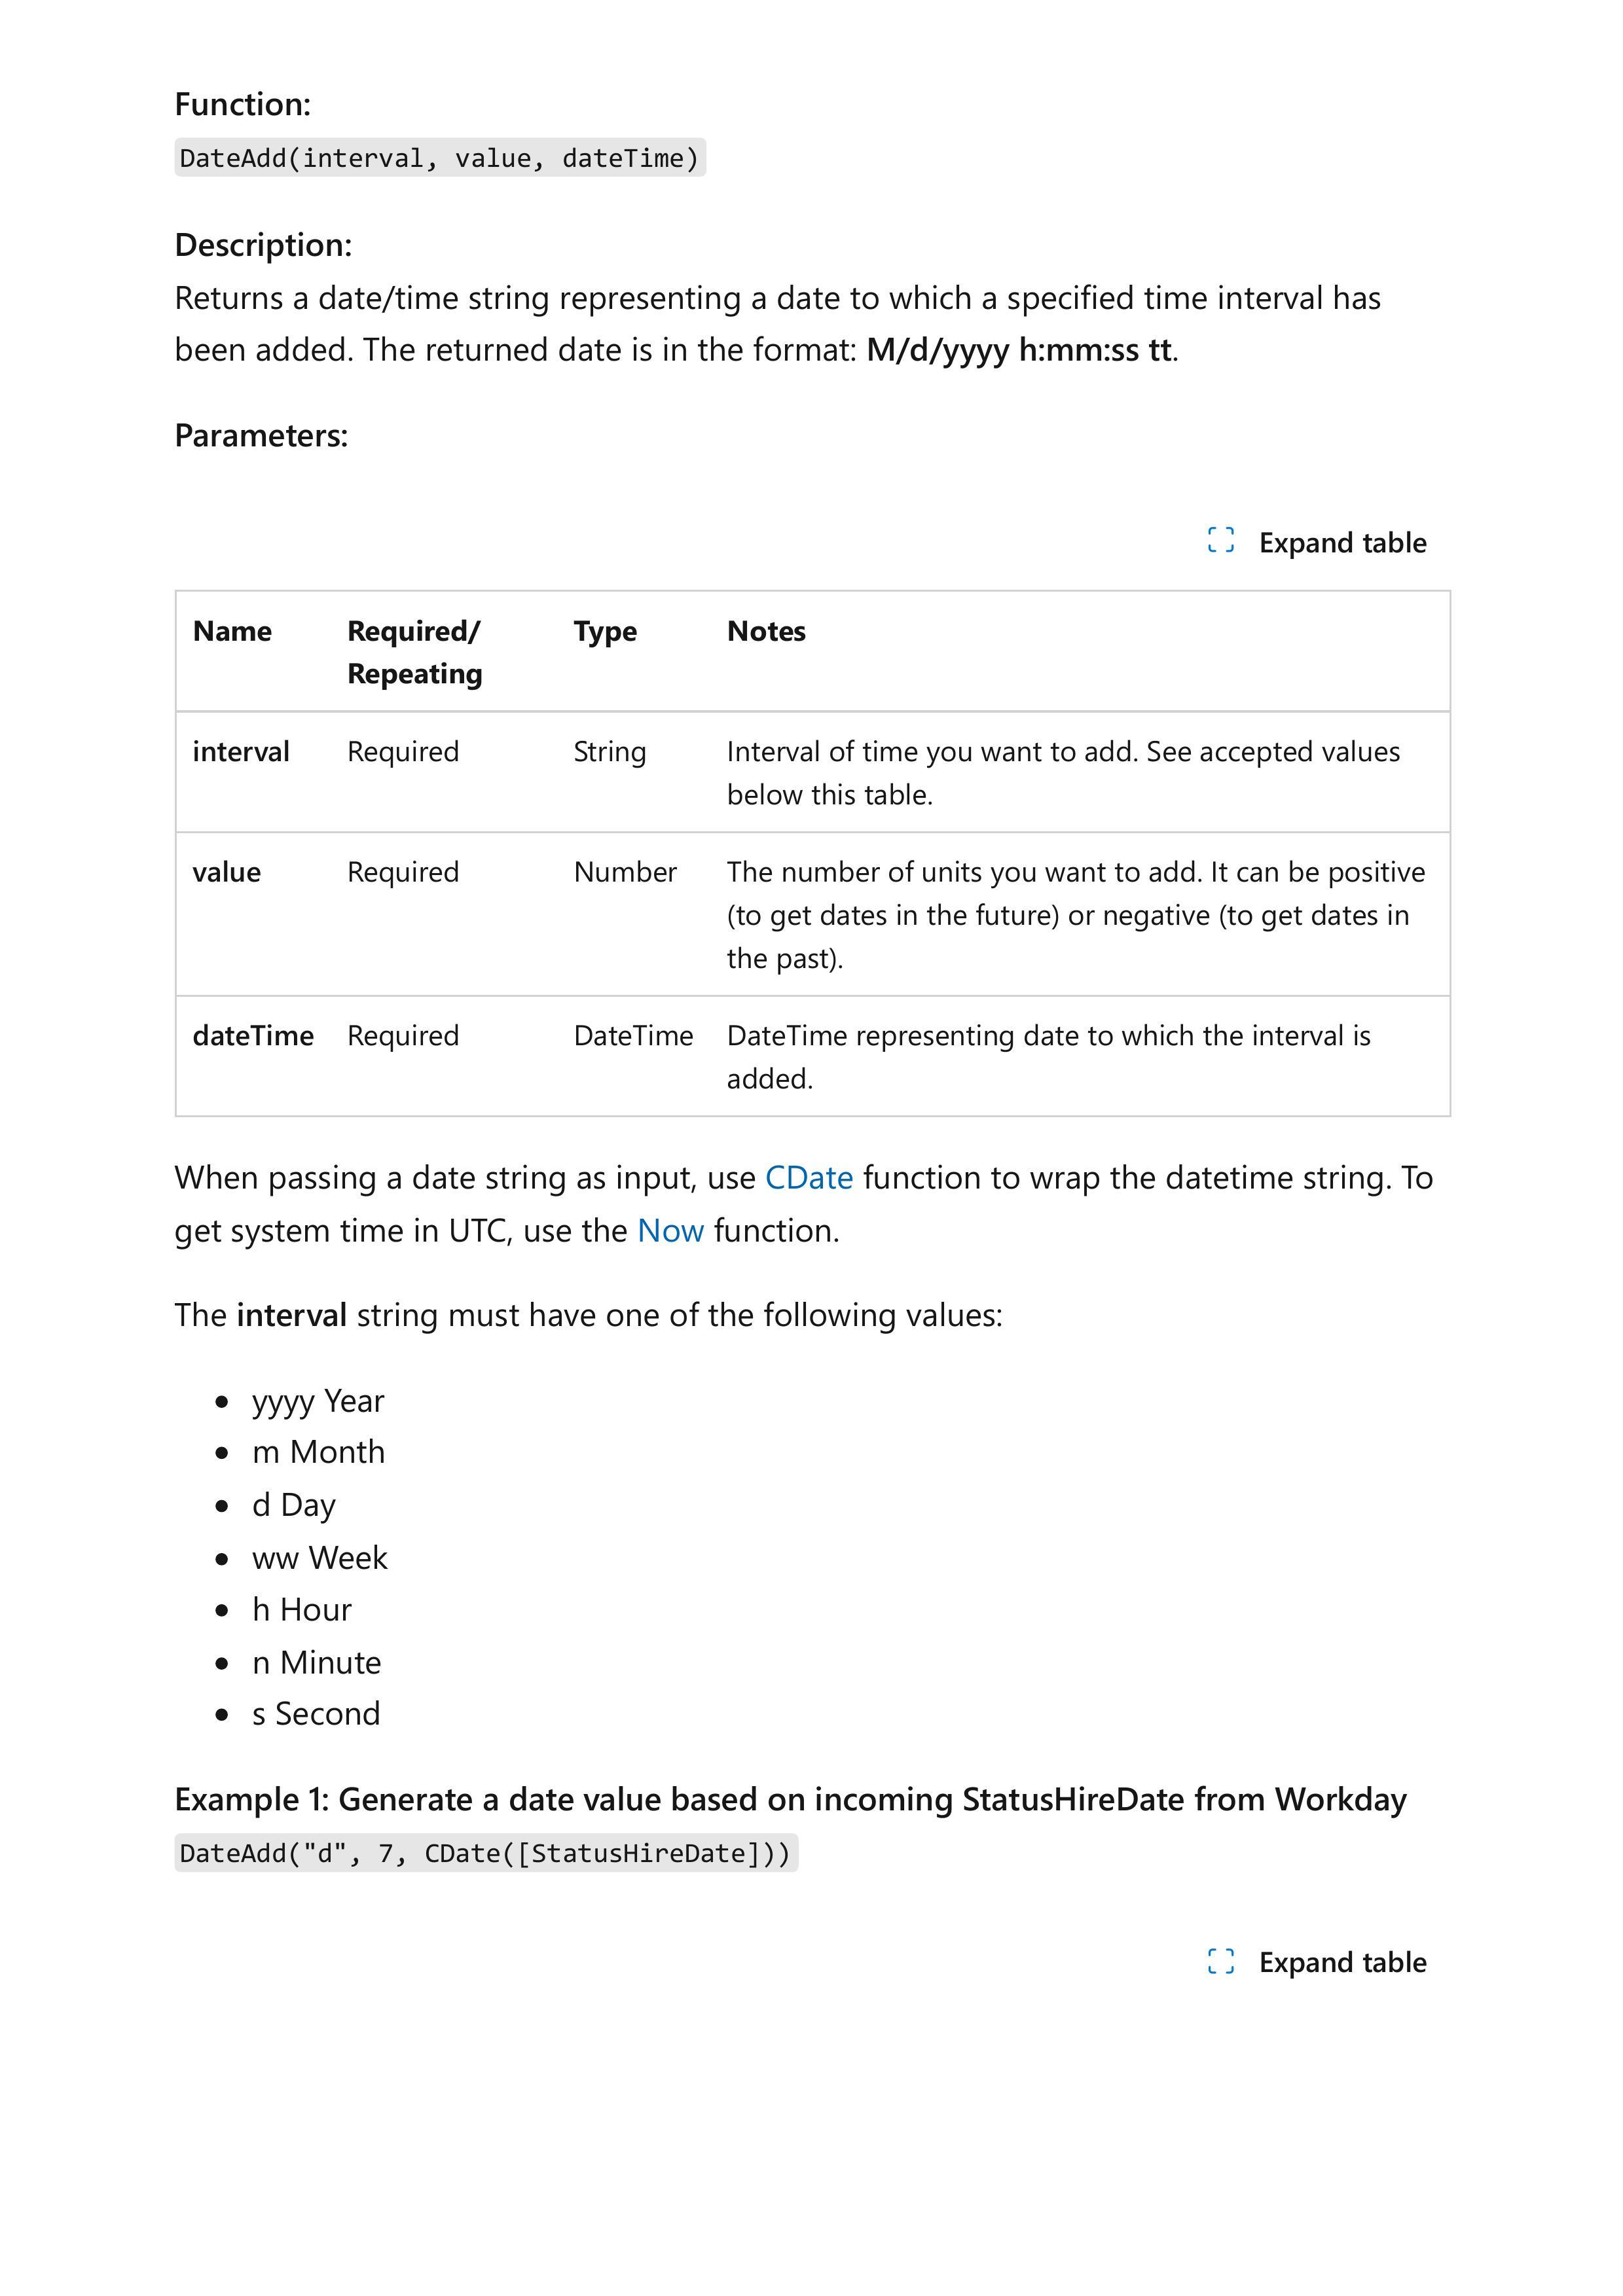 Function:
DateAdd(interval, value, dateTime)
Description:
Returns a date/time string representing a date to which a specified time interval has
been added. The returned date is in the format: M/d/yyyy h:mm:ss tt.
Parameters:
Expand table
Name Required/ Type Notes
Repeating
interval Required String Interval of time you want to add. See accepted values
below this table.
value Required Number The number of units you want to add. It can be positive
(to get dates in the future) or negative (to get dates in
the past).
dateTime Required DateTime DateTime representing date to which the interval is
added.
When passing a date string as input, use CDate function to wrap the datetime string. To
get system time in UTC, use the Now function.
The interval string must have one of the following values:
• yyyy Year
• m Month
• d Day
• ww Week
• h Hour
• n Minute
• s Second
Example 1: Generate a date value based on incoming StatusHireDate from Workday
DateAdd("d", 7, CDate([StatusHireDate]))
Expand table